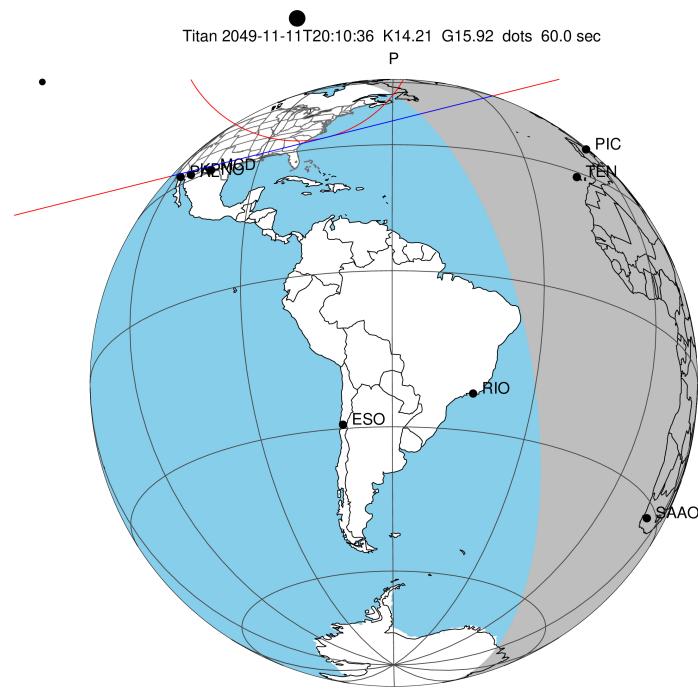 Titan 2049-11-11T20:10:36 K14.21 G15.92 dots 60.0 sec
P
PIC
MCD
TEN
RIO
ESO
SAAO